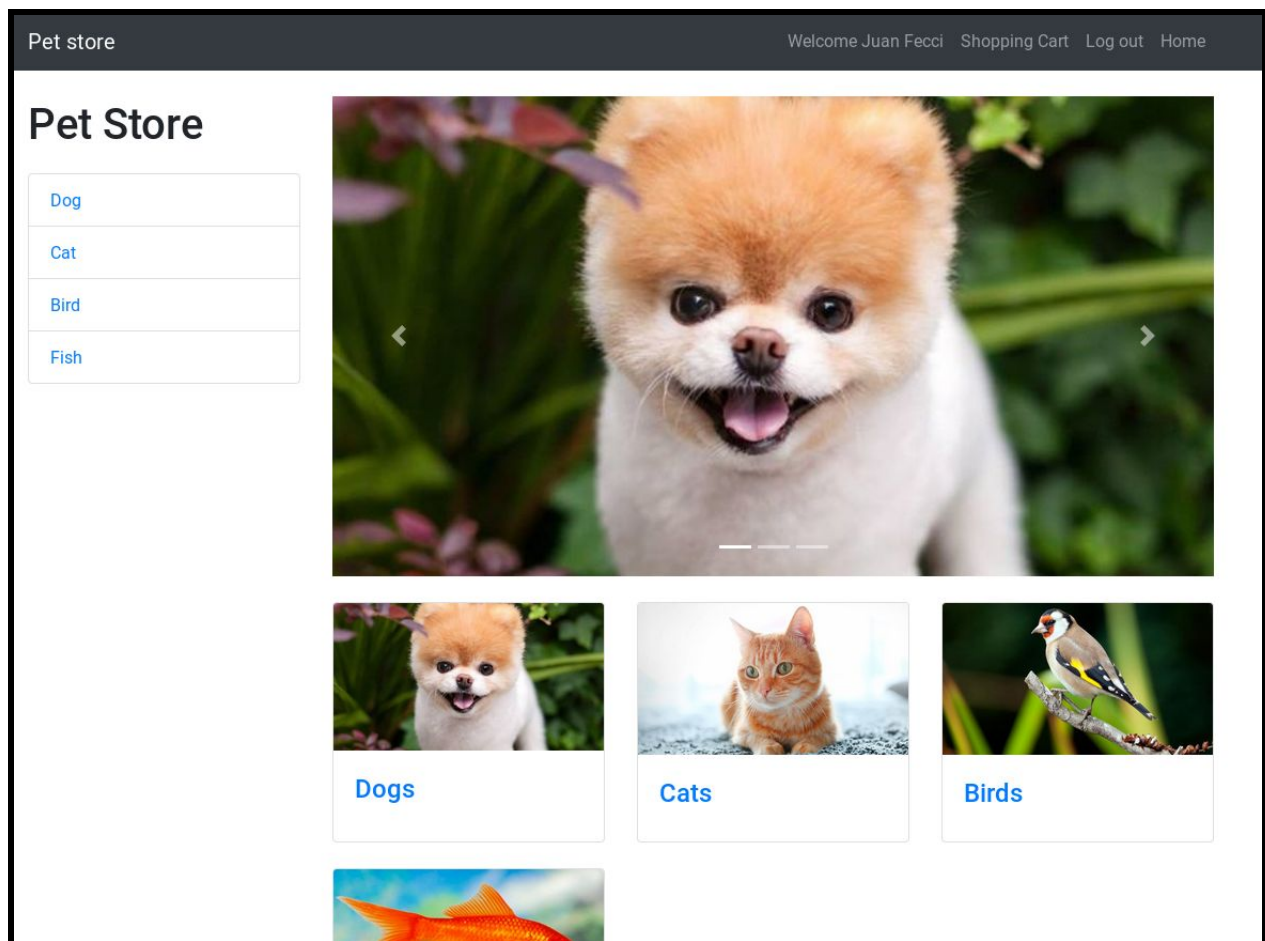 Pet store
Welcome Juan Fecci Shopping Cart Log out Home
Pet Store
Dog
Cat
Bird
Fish
Dogs
Cats
Birds